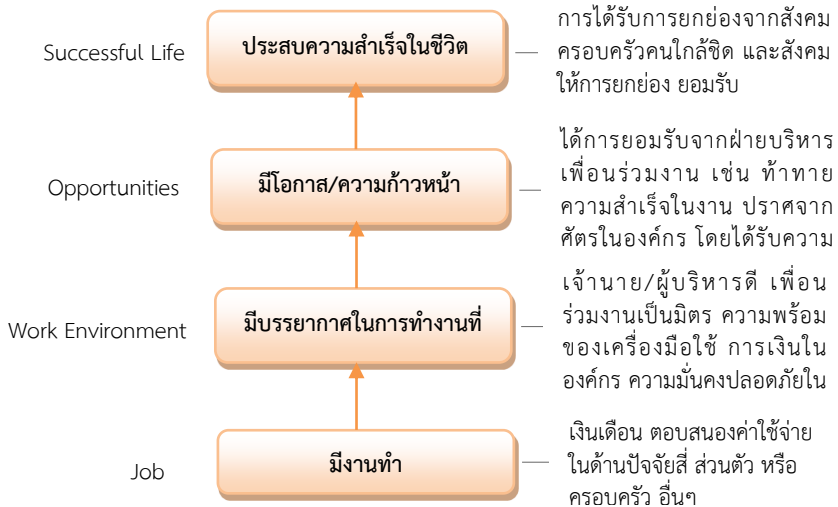 Successful Life
ประสบความสำเร็จในชีวิต
การได้รับการยกย่องจากสังคม
ครอบครัวคนใกล้ชิด และสังคม
ให้การยกย่อง ยอมรับ
Opportunities
มีโอกาส/ความก้าวหน้า
ได้การยอมรับจากฝ่ายบริหาร
เพื่อนร่วมงาน เช่น ท้าทาย
ความสำเร็จในงาน ปราศจาก
ศัตรในองค์กร โดยได้รับความ
Work Environment
มีบรรยากาศในการทำงานที่
เจ้านาย/ผู้บริหารดี เพื่อน
ร่วมงานเป็นมิตร ความพร้อม
ของเครื่องมือใช้ การเงินใน
องค์กร ความมั่นคงปลอดภัยใน
Job
มีงานทำ
เงินเดือน ตอบสนองค่าใช้จ่าย
ในด้านปัจจัยสี่ ส่วนตัว หรือ
ครอบครัว อื่นๆ